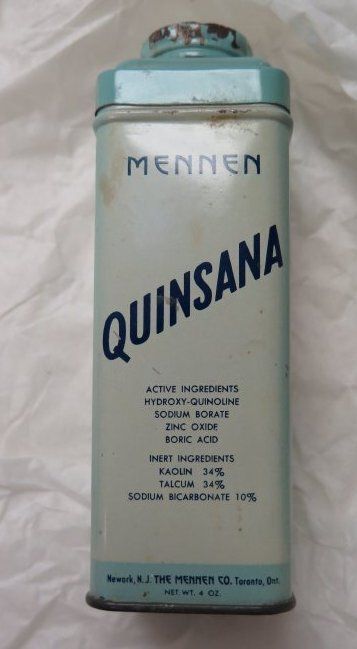 MENNEN
QUINSANA
ACTIVE INGREDIENTS
HYDROXY-QUINOLINE
SODIUM BORATE
ZINC OXIDE
BORIC ACID
INERT INGREDIENTS
KAOLIN 34%
TALCUM 34%
SODIUM BICARBONATE 10%
Newark, N.J. THE MENNEN CO. Toronto, Ont.
NET WT. 4 OZ.